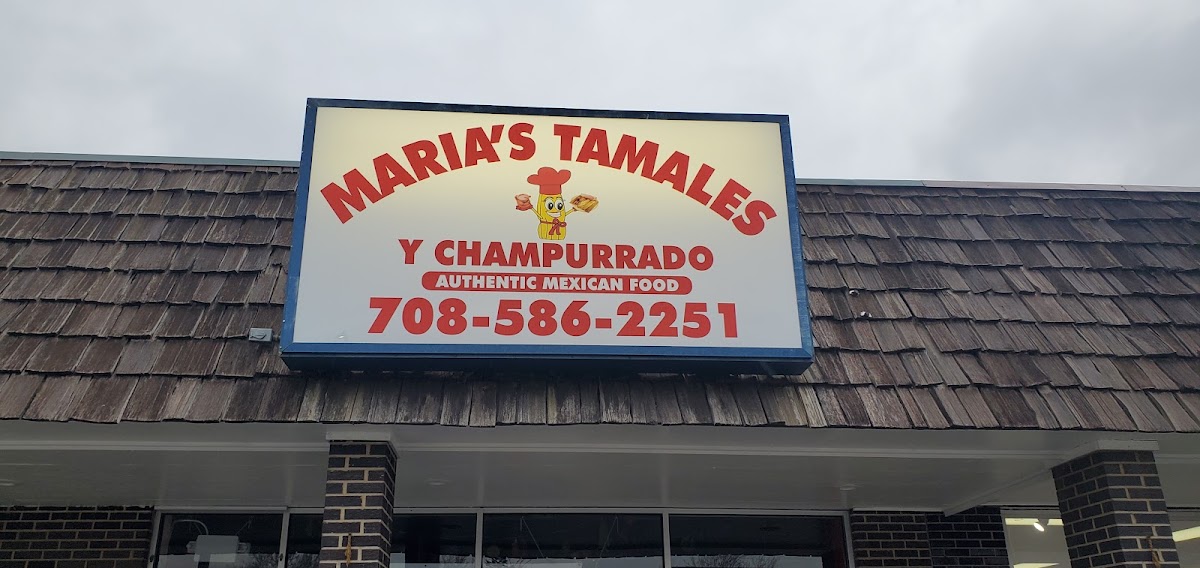 MARIA'S TAMALES
Y CHAMPURRADO
AUTHENTIC MEXICAN FOOD
708-586-2251